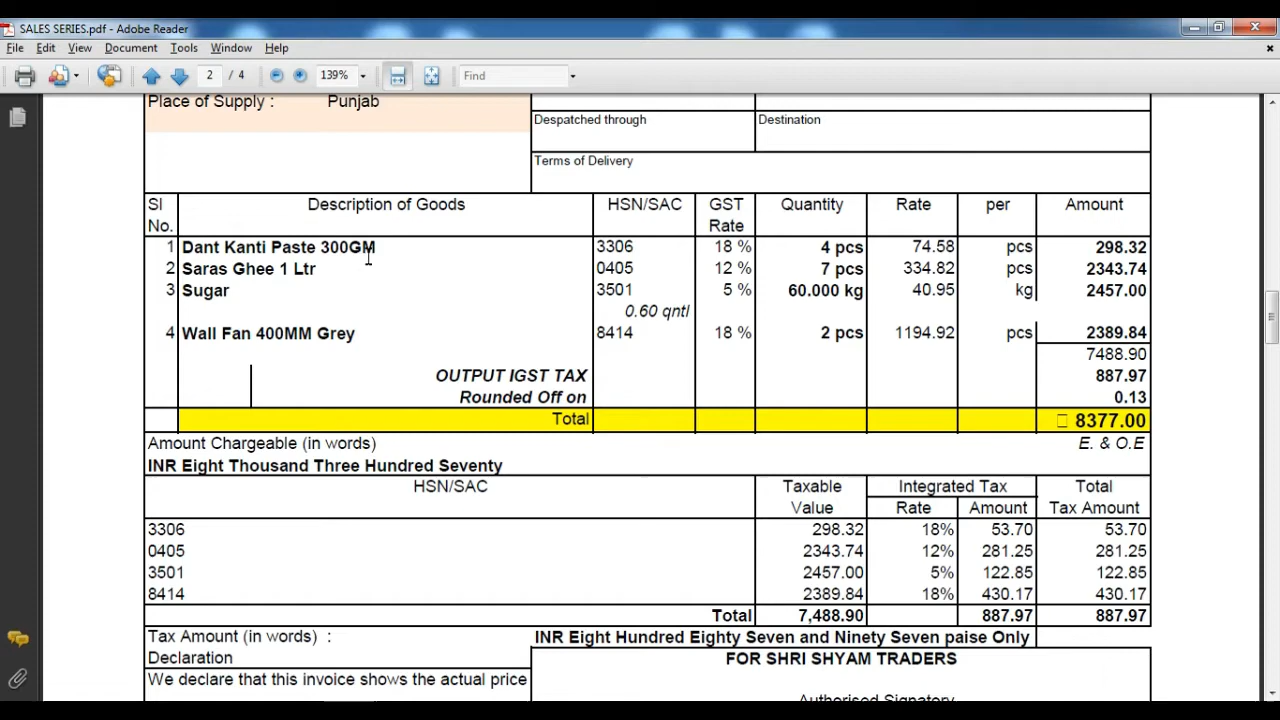 SALES SERIES.pdf - Adobe Reader
File Edit View Document Tools Window Help
2 / 4 139% Find
Place of Supply : Punjab
Despatched through Destination
Terms of Delivery
Sl No. Description of Goods HSN/SAC GST Rate Quantity Rate per Amount
1 Dant Kanti Paste 300GM 3306 18 % 4 pcs 74.58 pcs 298.32
2 Saras Ghee 1 Ltr 0405 12 % 7 pcs 334.82 pcs 2343.74
3 Sugar 3501 5 % 60.000 kg 40.95 kg 2457.00
0.60 qntl
4 Wall Fan 400MM Grey 8414 18 % 2 pcs 1194.92 pcs 2389.84
7488.90
OUTPUT IGST TAX 887.97
Rounded Off on 0.13
Total 8377.00
Amount Chargeable (in words) E. & O.E
INR Eight Thousand Three Hundred Seventy
HSN/SAC Taxable Value Integrated Tax Rate Amount Total Tax Amount
3306 298.32 18% 53.70 53.70
0405 2343.74 12% 281.25 281.25
3501 2457.00 5% 122.85 122.85
8414 2389.84 18% 430.17 430.17
Total 7,488.90 887.97 887.97
Tax Amount (in words) : INR Eight Hundred Eighty Seven and Ninety Seven paise Only
Declaration FOR SHRI SHYAM TRADERS
We declare that this invoice shows the actual price
Authorised Signatory